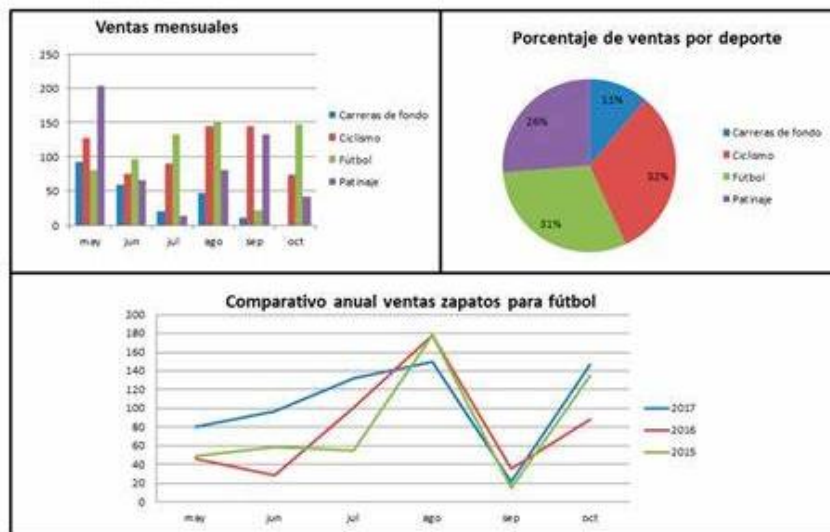 Ventas mensuales
250
200
150
100
50
0
may jun jul ago sep oct
Carreras de fondo
Ciclismo
Fútbol
Patinaje
Porcentaje de ventas por deporte
11%
32%
31%
26%
Carreras de fondo
Ciclismo
Fútbol
Patinaje
Comparativo anual ventas zapatos para fútbol
200
180
160
140
120
100
80
60
40
20
0
may jun jul ago sep oct
2017
2016
2015